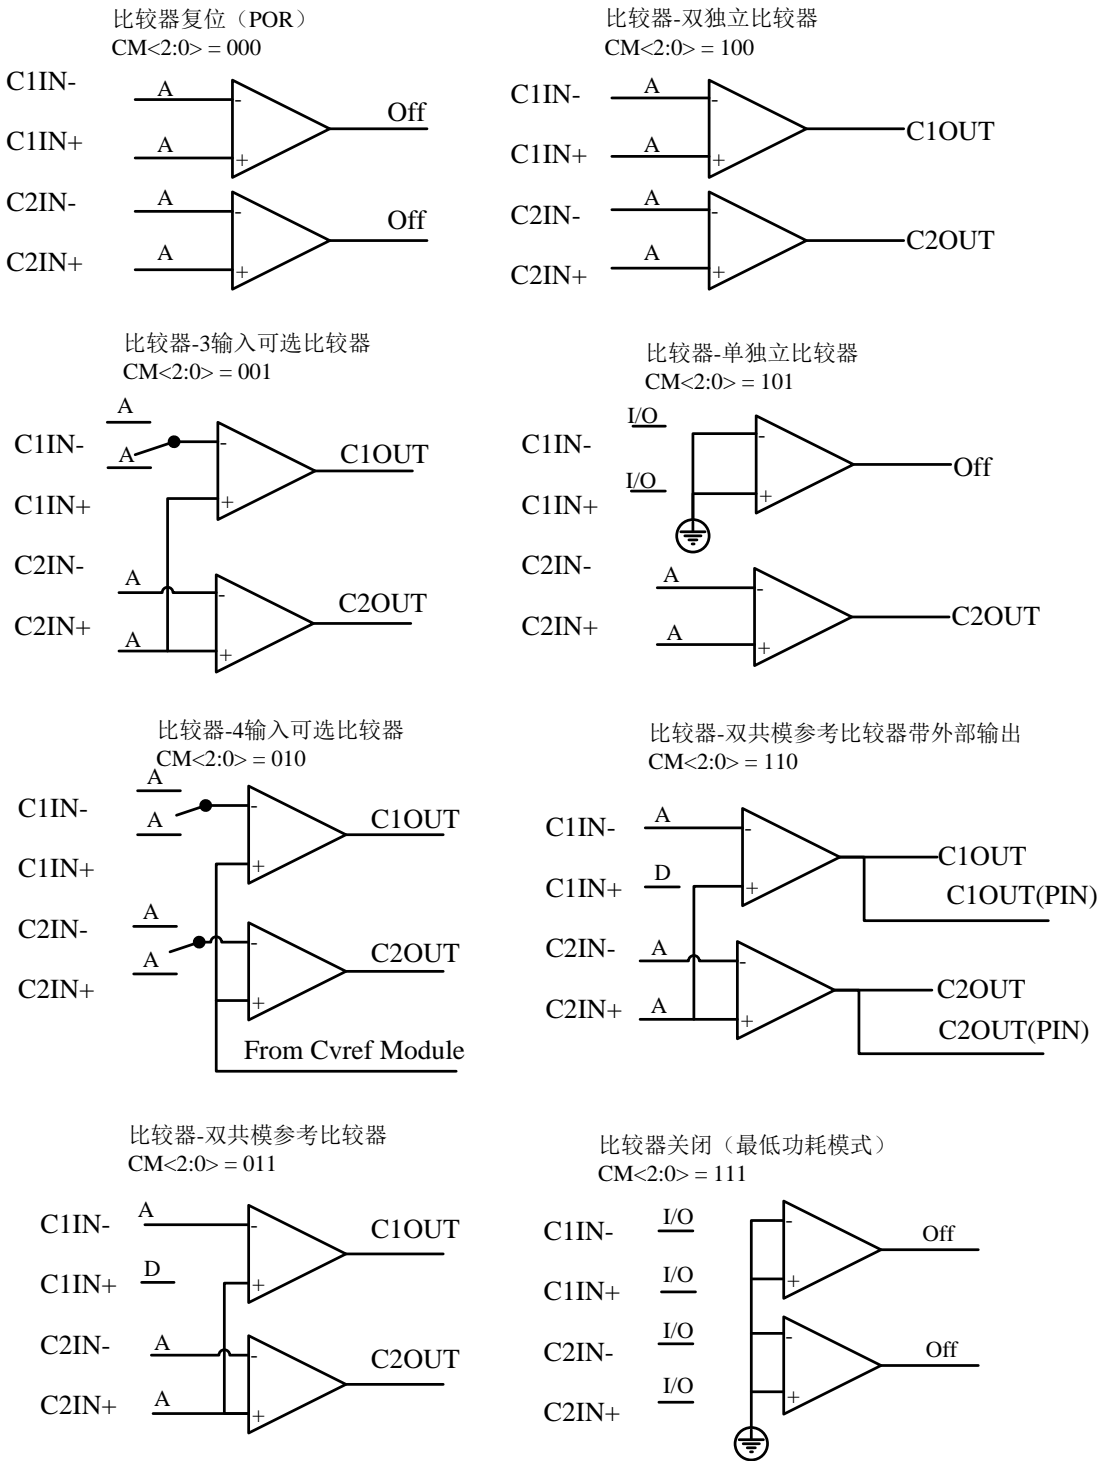 比较器复位（POR）
CM<2:0> = 000
C1IN-
A
-
Off
C1IN+
A
+
C2IN-
A
-
Off
C2IN+
A
+
比较器-双独立比较器
CM<2:0> = 100
C1IN-
A
-
C1OUT
C1IN+
A
+
C2IN-
A
-
C2OUT
C2IN+
A
+
比较器-3输入可选比较器
CM<2:0> = 001
A
C1IN-
A
-
C1OUT
C1IN+
+
C2IN-
A
-
C2OUT
C2IN+
A
+
比较器-单独立比较器
CM<2:0> = 101
I/O
C1IN-
-
Off
I/O
C1IN+
+
C2IN-
A
-
C2OUT
C2IN+
A
+
比较器-4输入可选比较器
CM<2:0> = 010
A
C1IN-
A
-
C1OUT
C1IN+
+
A
C2IN-
-
A
C2OUT
C2IN+
+
From Cvref Module
比较器-双共模参考比较器带外部输出
CM<2:0> = 110
C1IN-
A
-
C1OUT
C1IN+
D
+
C1OUT(PIN)
C2IN-
A
-
C2OUT
C2IN+
A
+
C2OUT(PIN)
比较器-双共模参考比较器
CM<2:0> = 011
C1IN-
A
-
C1OUT
C1IN+
D
+
C2IN-
A
-
C2OUT
C2IN+
A
+
比较器关闭（最低功耗模式）
CM<2:0> = 111
C1IN-
I/O
-
Off
C1IN+
I/O
+
C2IN-
I/O
-
Off
C2IN+
I/O
+